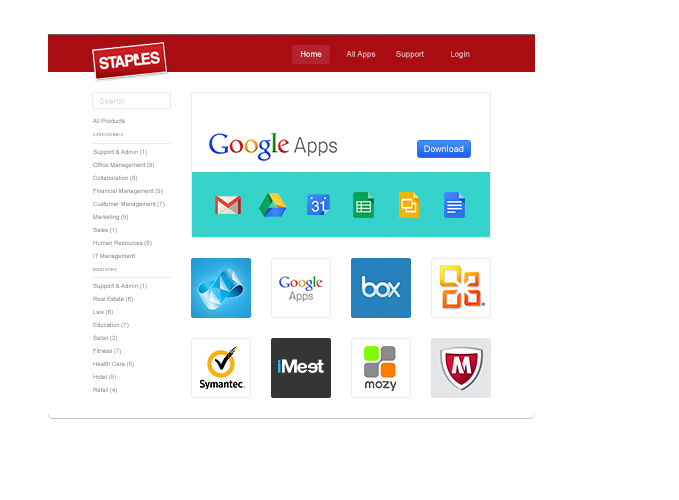 STAPLES
Home
All Apps
Support
Login
Search
All Products
CATEGORIES
Support & Admin (1)
Office Management (9)
Collaboration (8)
Financial Management (9)
Customer Management (7)
Marketing (5)
Sales (1)
Human Resources (6)
IT Management
INDUSTRY
Support & Admin (1)
Real Estate (6)
Law (6)
Education (7)
Salon (2)
Fitness (7)
Health Care (5)
Hotel (5)
Retail (4)
Google Apps
Download
31
Google
Apps
box
Symantec.
iMeet
mozy
M